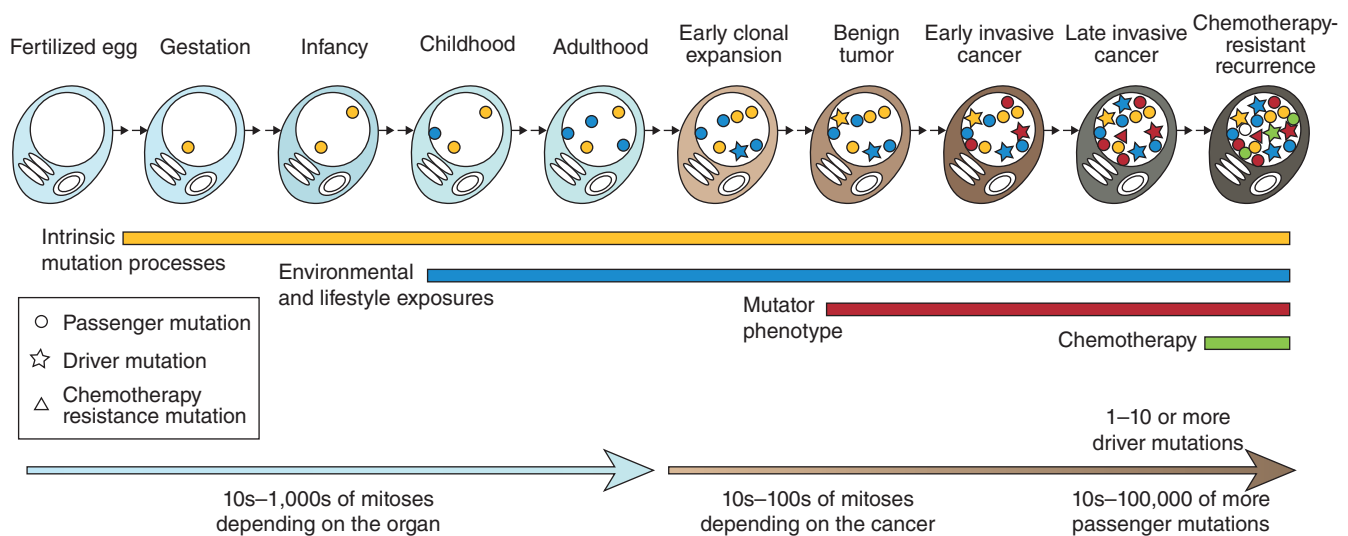 Fertilized egg
Gestation
Infancy
Childhood
Adulthood
Early clonal
expansion
Benign
tumor
Early invasive
cancer
Late invasive
cancer
Chemotherapy-
resistant
recurrence
Intrinsic
mutation processes
Environmental
and lifestyle exposures
Mutator
phenotype
Chemotherapy
Passenger mutation
Driver mutation
Chemotherapy
resistance mutation
1–10 or more
driver mutations
10s–1,000s of mitoses
depending on the organ
10s–100s of mitoses
depending on the cancer
10s–100,000 of more
passenger mutations